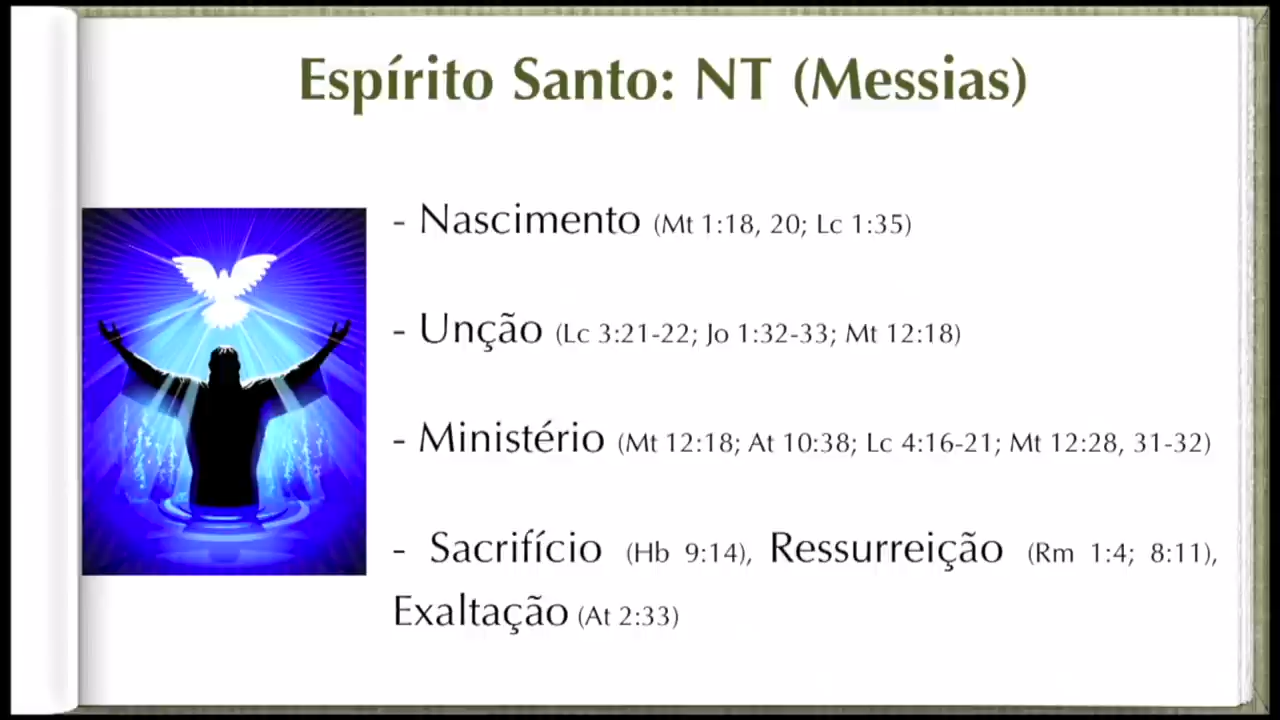 Espírito Santo: NT (Messias)
- Nascimento (Mt 1:18, 20; Lc 1:35)
- Unção (Lc 3:21-22; Jo 1:32-33; Mt 12:18)
- Ministério (Mt 12:18; At 10:38; Lc 4:16-21; Mt 12:28, 31-32)
- Sacrifício (Hb 9:14), Ressurreição (Rm 1:4; 8:11),
Exaltação (At 2:33)